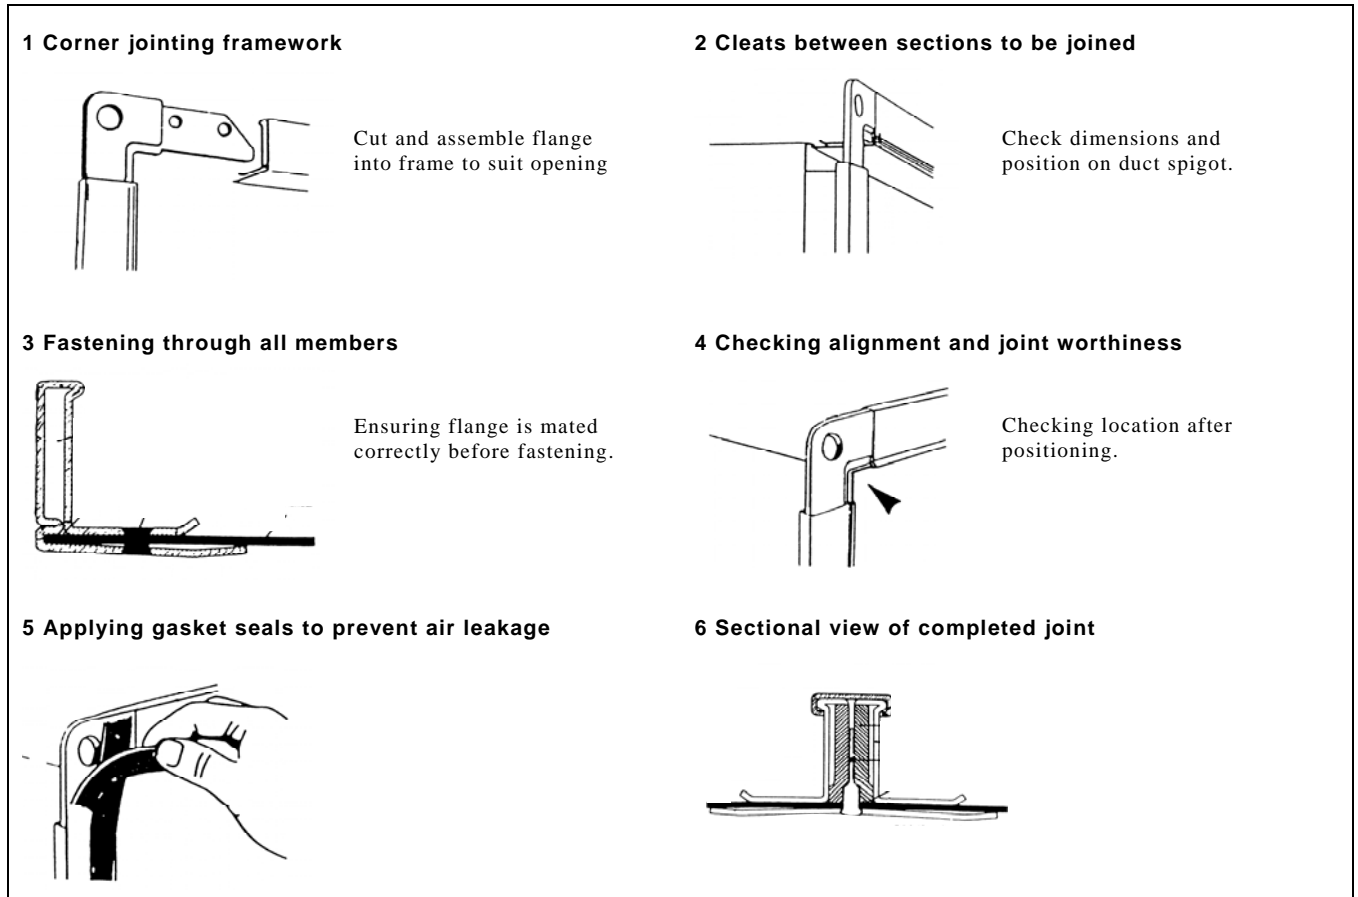 1 Corner jointing framework
Cut and assemble flange
into frame to suit opening
2 Cleats between sections to be joined
Check dimensions and
position on duct spigot.
3 Fastening through all members
Ensuring flange is mated
correctly before fastening.
4 Checking alignment and joint worthiness
Checking location after
positioning.
5 Applying gasket seals to prevent air leakage
6 Sectional view of completed joint